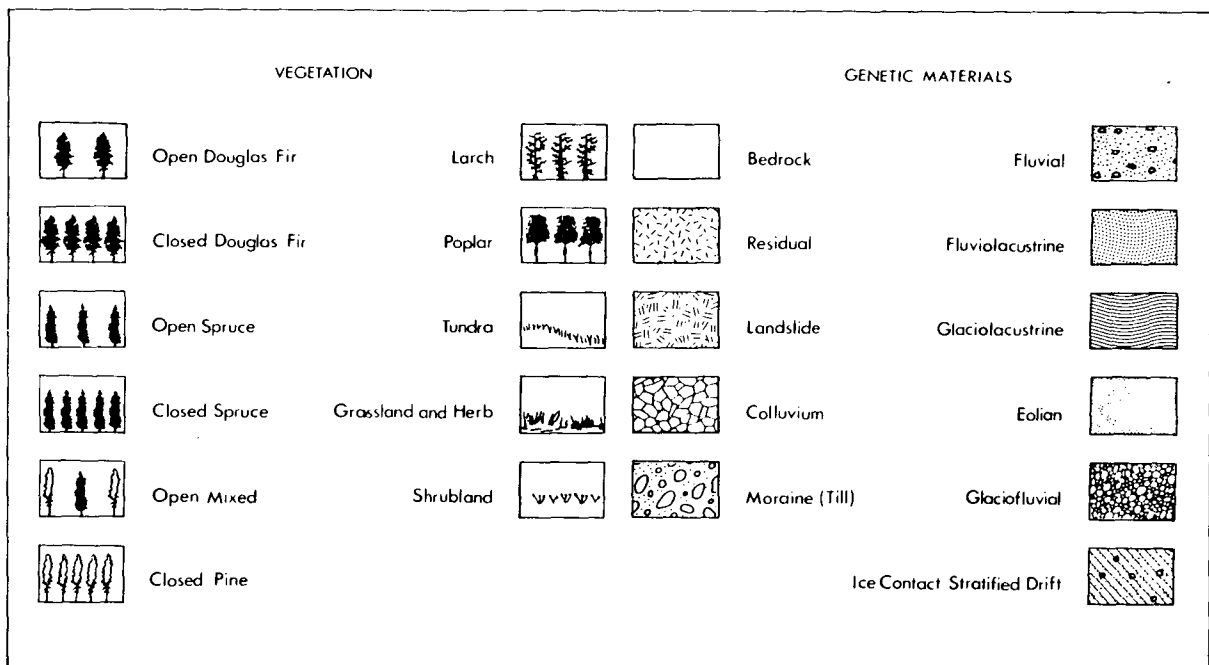 VEGETATION
GENETIC MATERIALS
Open Douglas Fir
Larch
Bedrock
Fluvial
Closed Douglas Fir
Poplar
Residual
Fluviolacustrine
Open Spruce
Tundra
Landslide
Glaciolacustrine
Closed Spruce
Grassland and Herb
Colluvium
Eolian
Open Mixed
Shrubland
Moraine (Till)
Glaciofluvial
Closed Pine
Ice Contact Stratified Drift